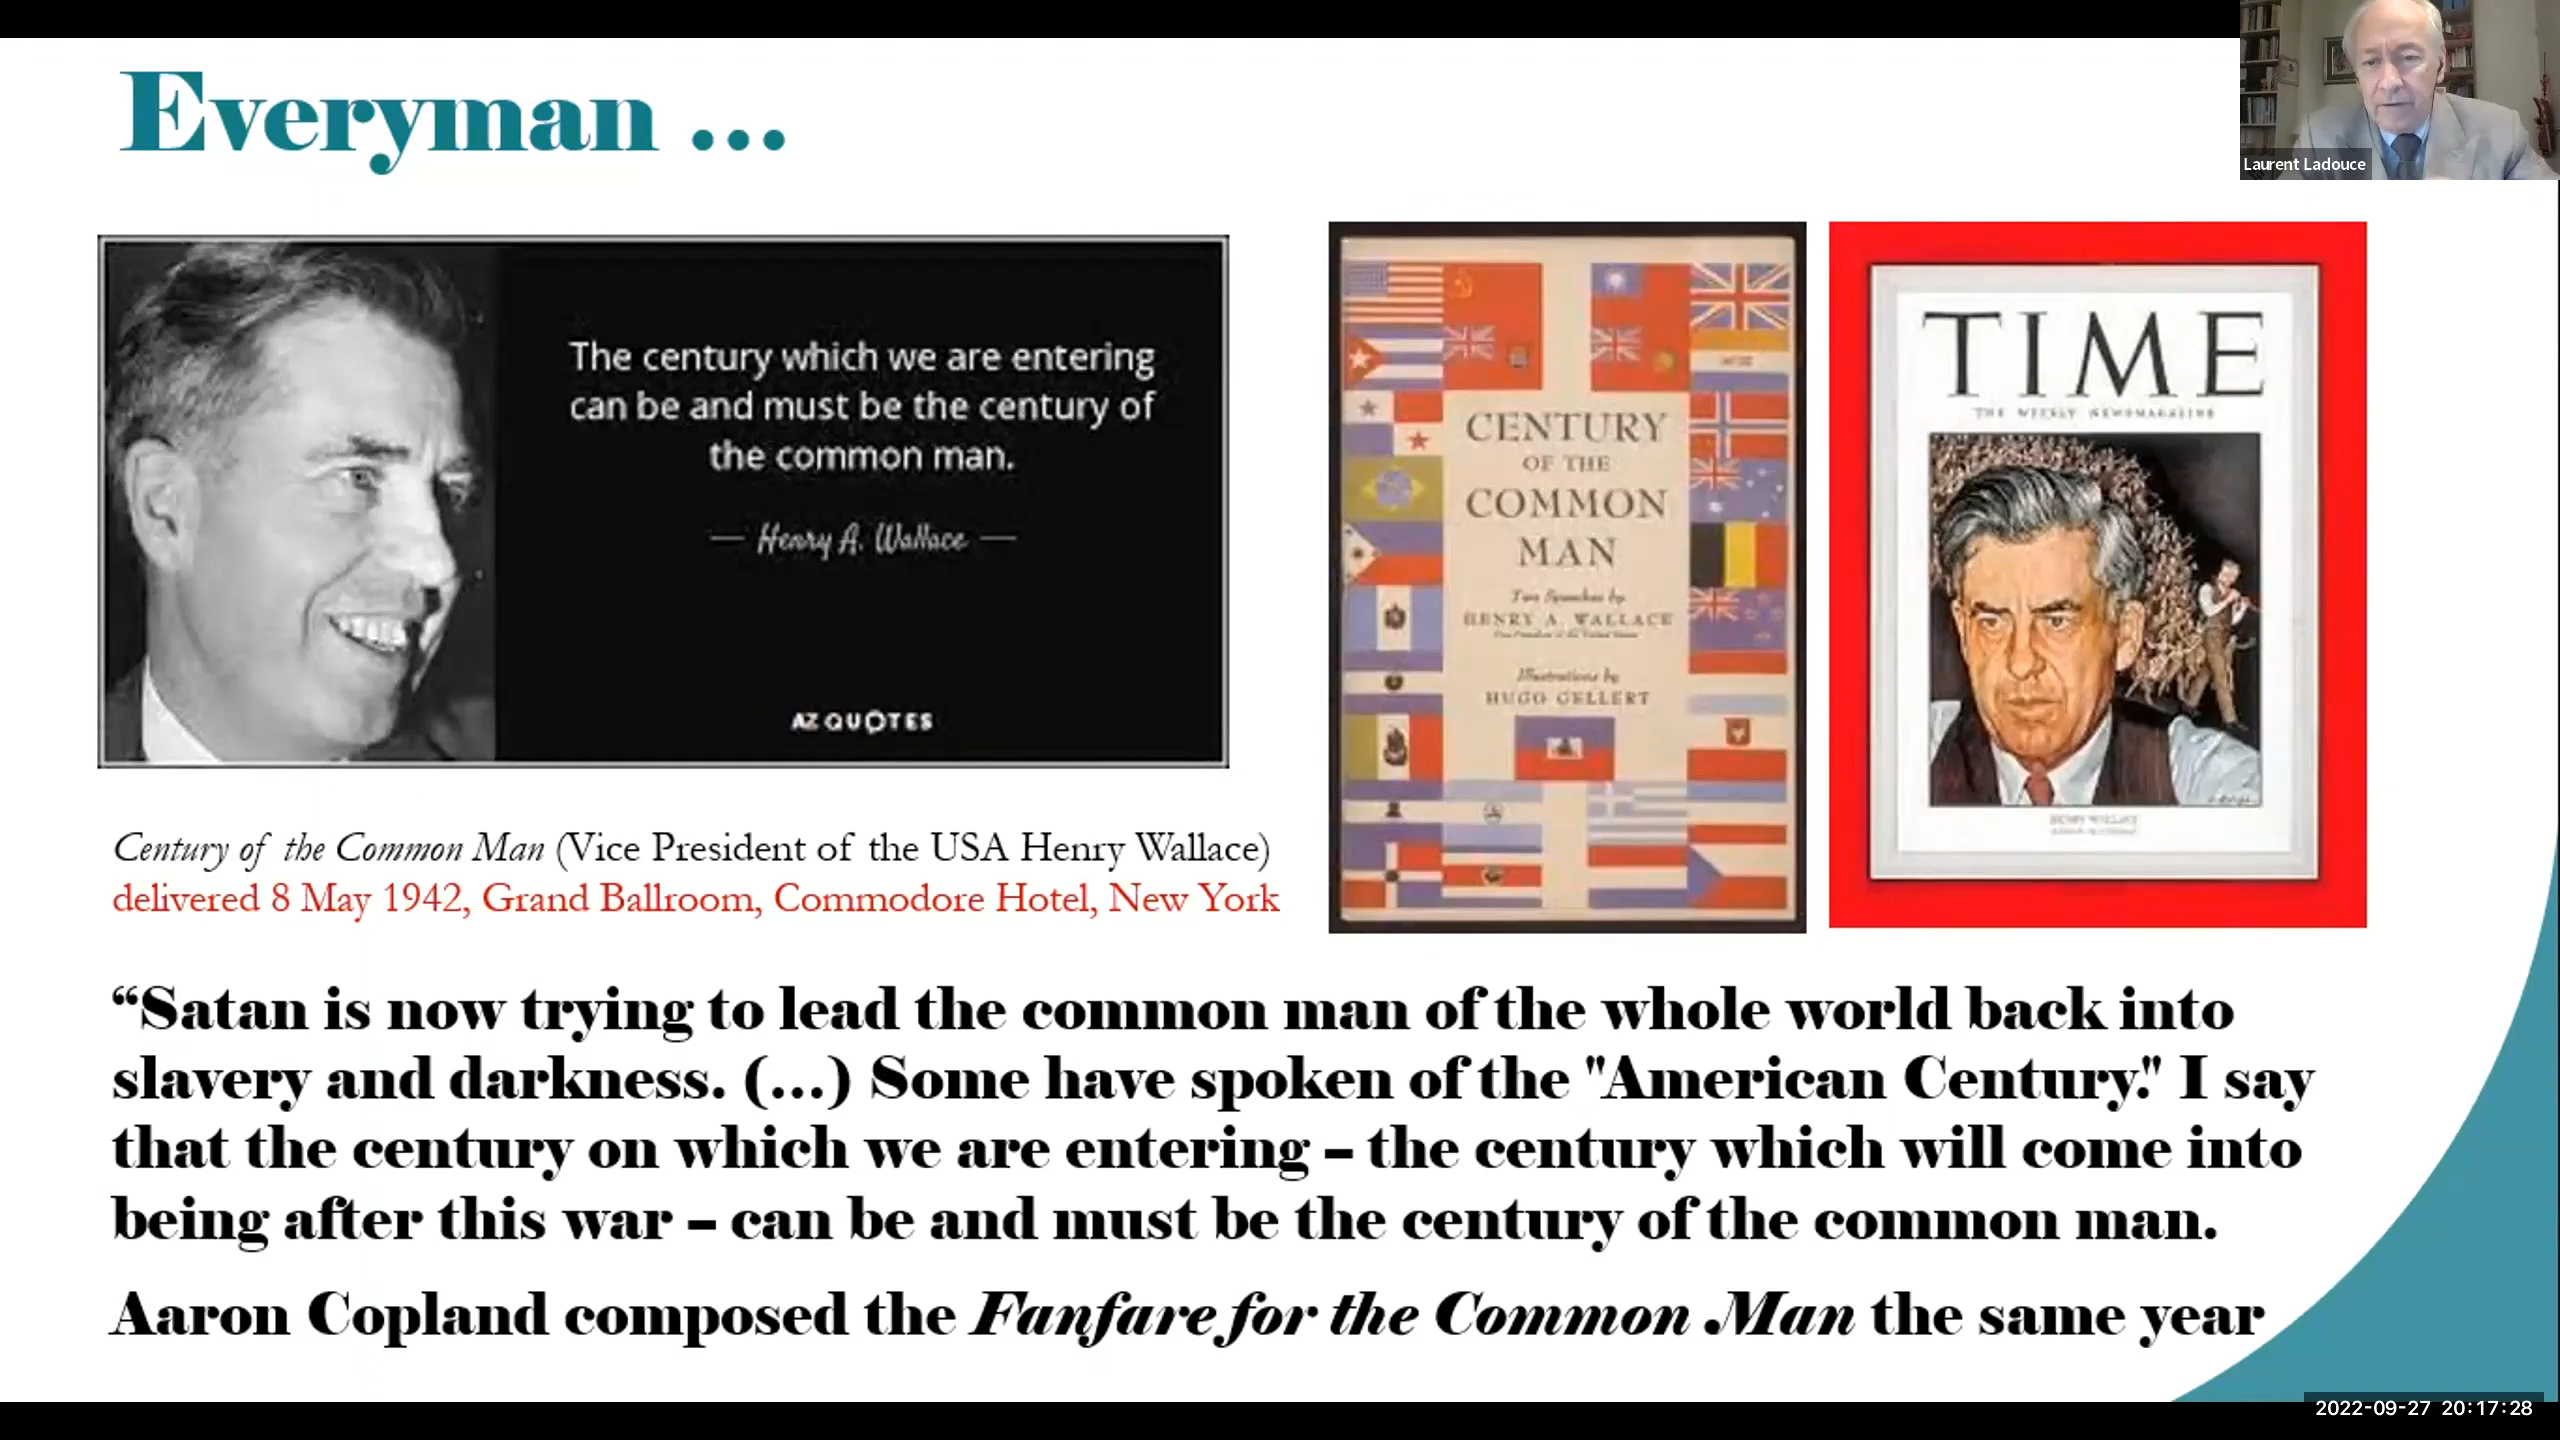 Everyman ...
Laurent Ladouce
The century which we are entering
can be and must be the century of
the common man.
— Henry A. Wallace —
AZ QUOTES
CENTURY
OF THE
COMMON
MAN
Two Speeches by
HENRY A. WALLACE
Illustrations by
HUGO GELLERT
TIME
THE WEEKLY NEWSMAGAZINE
HENRY WALLACE
Century of the Common Man (Vice President of the USA Henry Wallace)
delivered 8 May 1942, Grand Ballroom, Commodore Hotel, New York
“Satan is now trying to lead the common man of the whole world back into
slavery and darkness. (...) Some have spoken of the "American Century." I say
that the century on which we are entering – the century which will come into
being after this war – can be and must be the century of the common man.
Aaron Copland composed the Fanfare for the Common Man the same year
2022-09-27 20:17:28